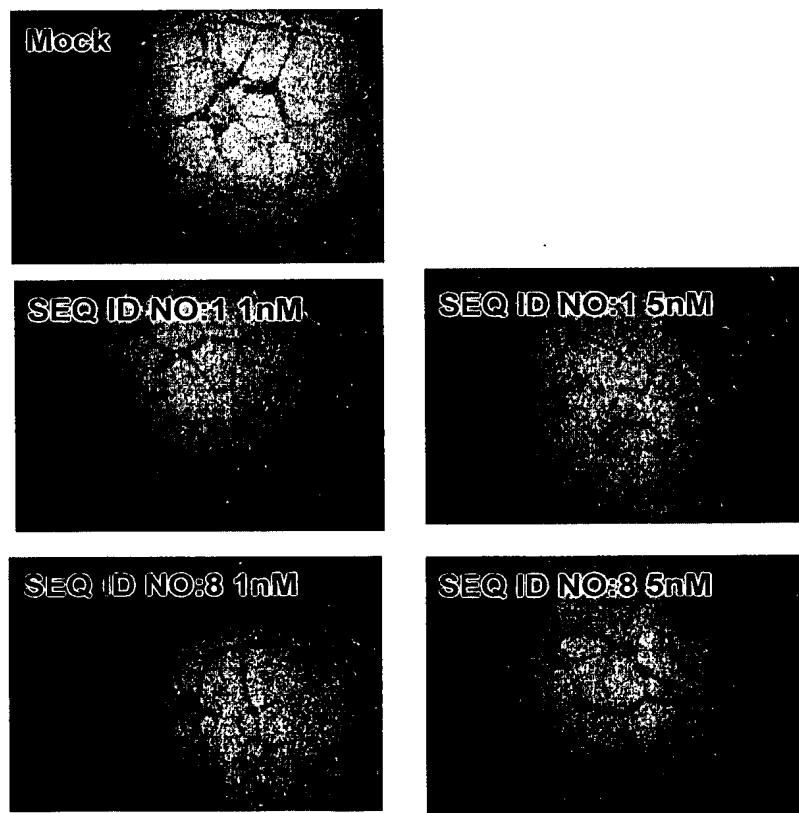 Mock
SEQ ID NO:1 1nM
SEQ ID NO:1 5nM
SEQ ID NO:8 1nM
SEQ ID NO:8 5nM